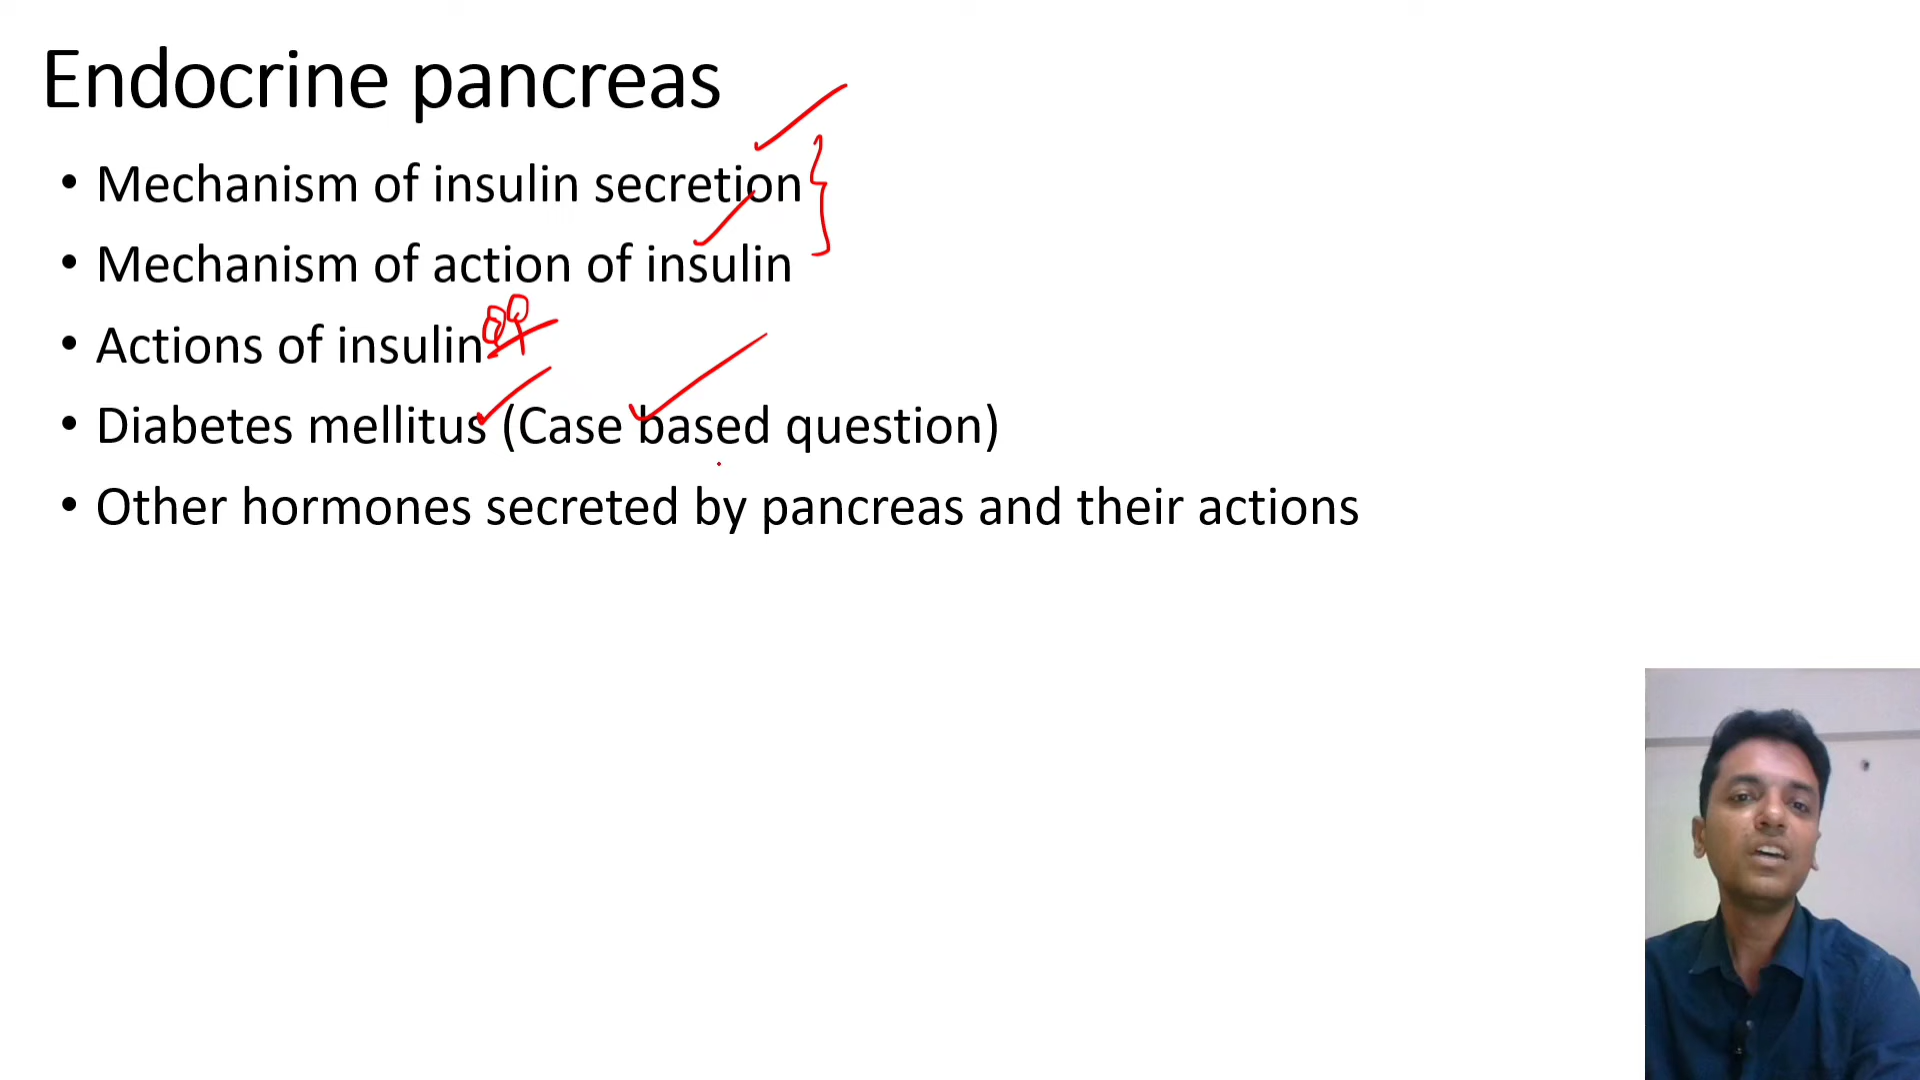 Endocrine pancreas
• Mechanism of insulin secretion
• Mechanism of action of insulin
• Actions of insulin
• Diabetes mellitus (Case based question)
• Other hormones secreted by pancreas and their actions